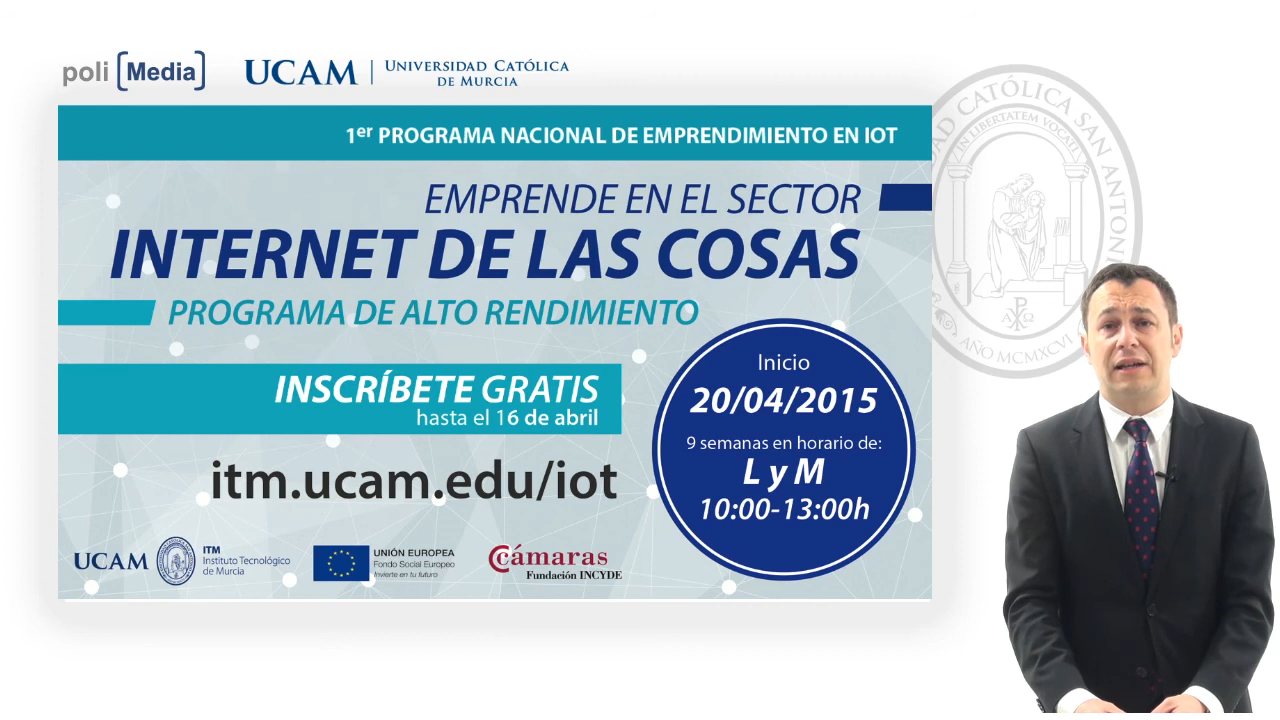 poli [Media]
UCAM | UNIVERSIDAD CATÓLICA
DE MURCIA
1er PROGRAMA NACIONAL DE EMPRENDIMIENTO EN IOT
EMPRENDE EN EL SECTOR
INTERNET DE LAS COSAS
PROGRAMA DE ALTO RENDIMIENTO
INSCRÍBETE GRATIS
hasta el 16 de abril
itm.ucam.edu/iot
Inicio
20/04/2015
9 semanas en horario de:
L y M
10:00-13:00h
UCAM
ITM
Instituto Tecnológico
de Murcia
UNIÓN EUROPEA
Fondo Social Europeo
Invierte en tu futuro
Cámaras
Fundación INCYDE
CATÓLICA SAN ANTONI
IN LIBERTATEM VOCATI
AÑO MCMXCVI